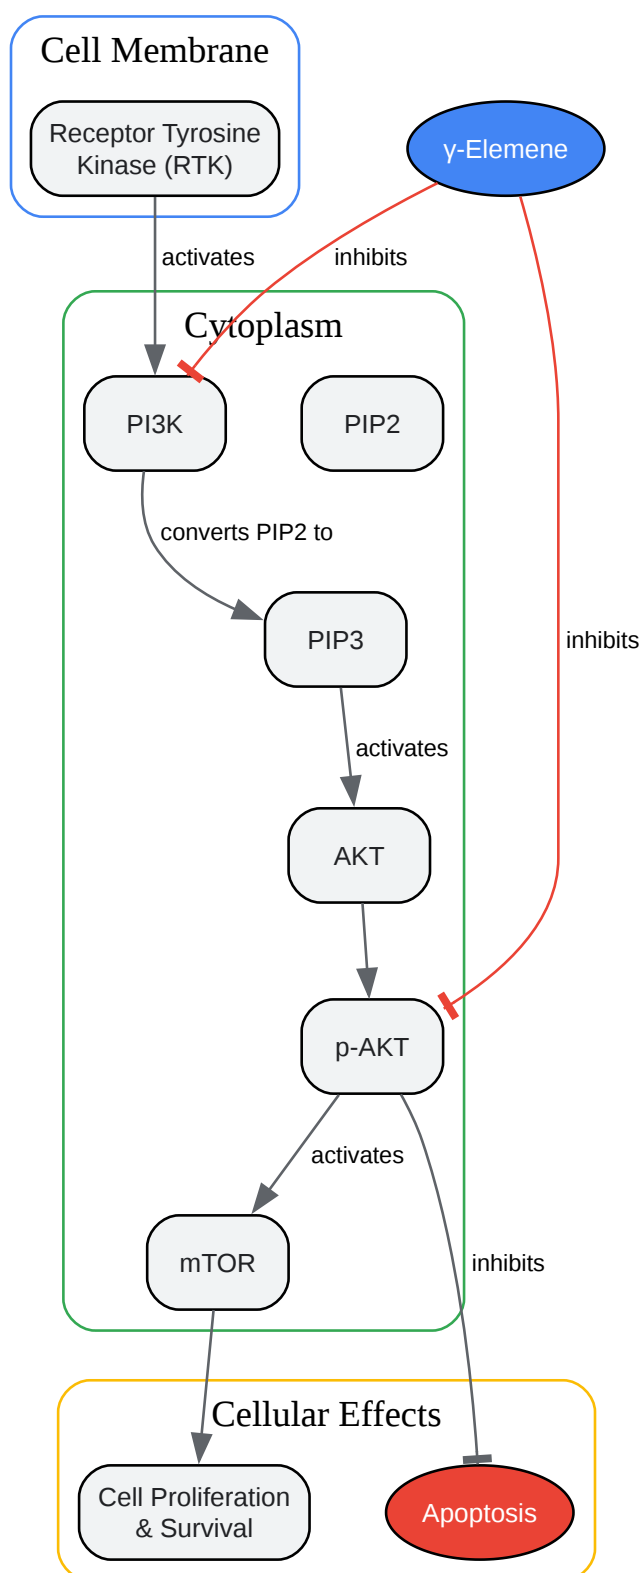 Cell Membrane
Receptor Tyrosine
Kinase (RTK)
γ-Elemene
activates
inhibits
Cytoplasm
PI3K
PIP2
converts PIP2 to
PIP3
inhibits
activates
AKT
p-AKT
activates
mTOR
inhibits
Cellular Effects
Cell Proliferation
& Survival
Apoptosis